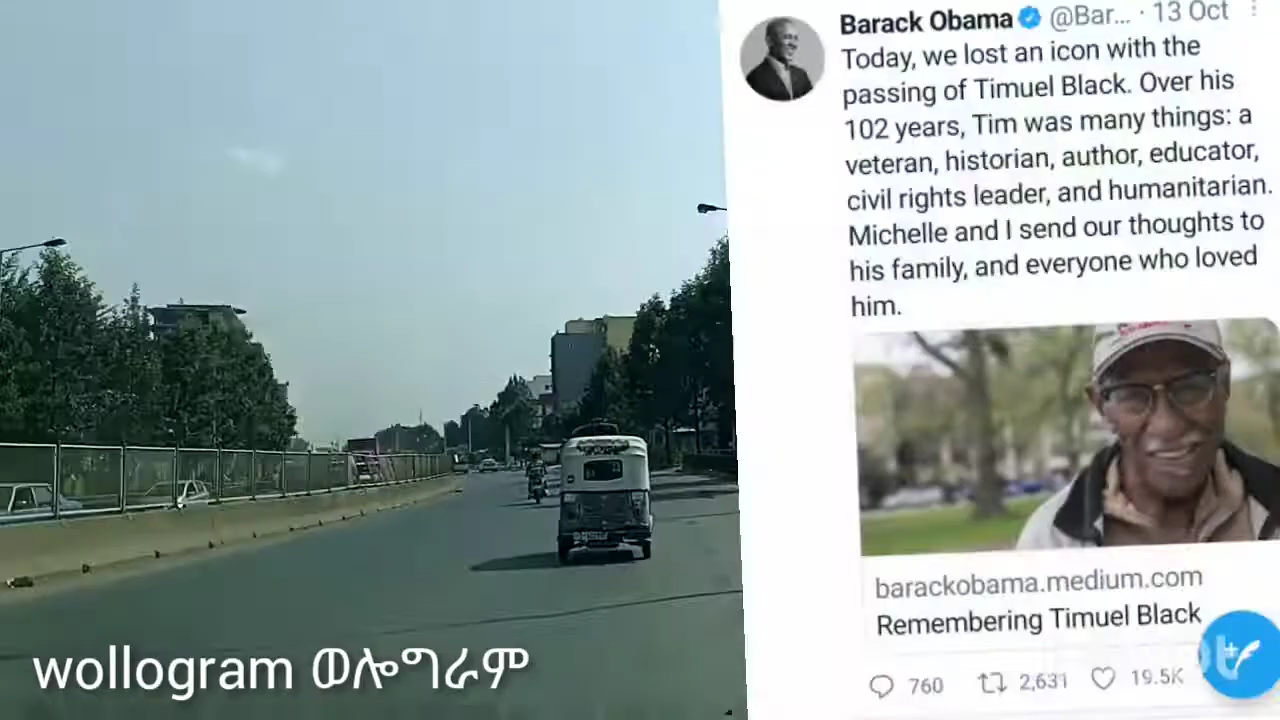 Barack Obama @Bar... · 13 Oct
Today, we lost an icon with the
passing of Timuel Black. Over his
102 years, Tim was many things: a
veteran, historian, author, educator,
civil rights leader, and humanitarian.
Michelle and I send our thoughts to
his family, and everyone who loved
him.
barackobama.medium.com
Remembering Timuel Black
760 2,631 19.5K
wollogram ወሎግራም